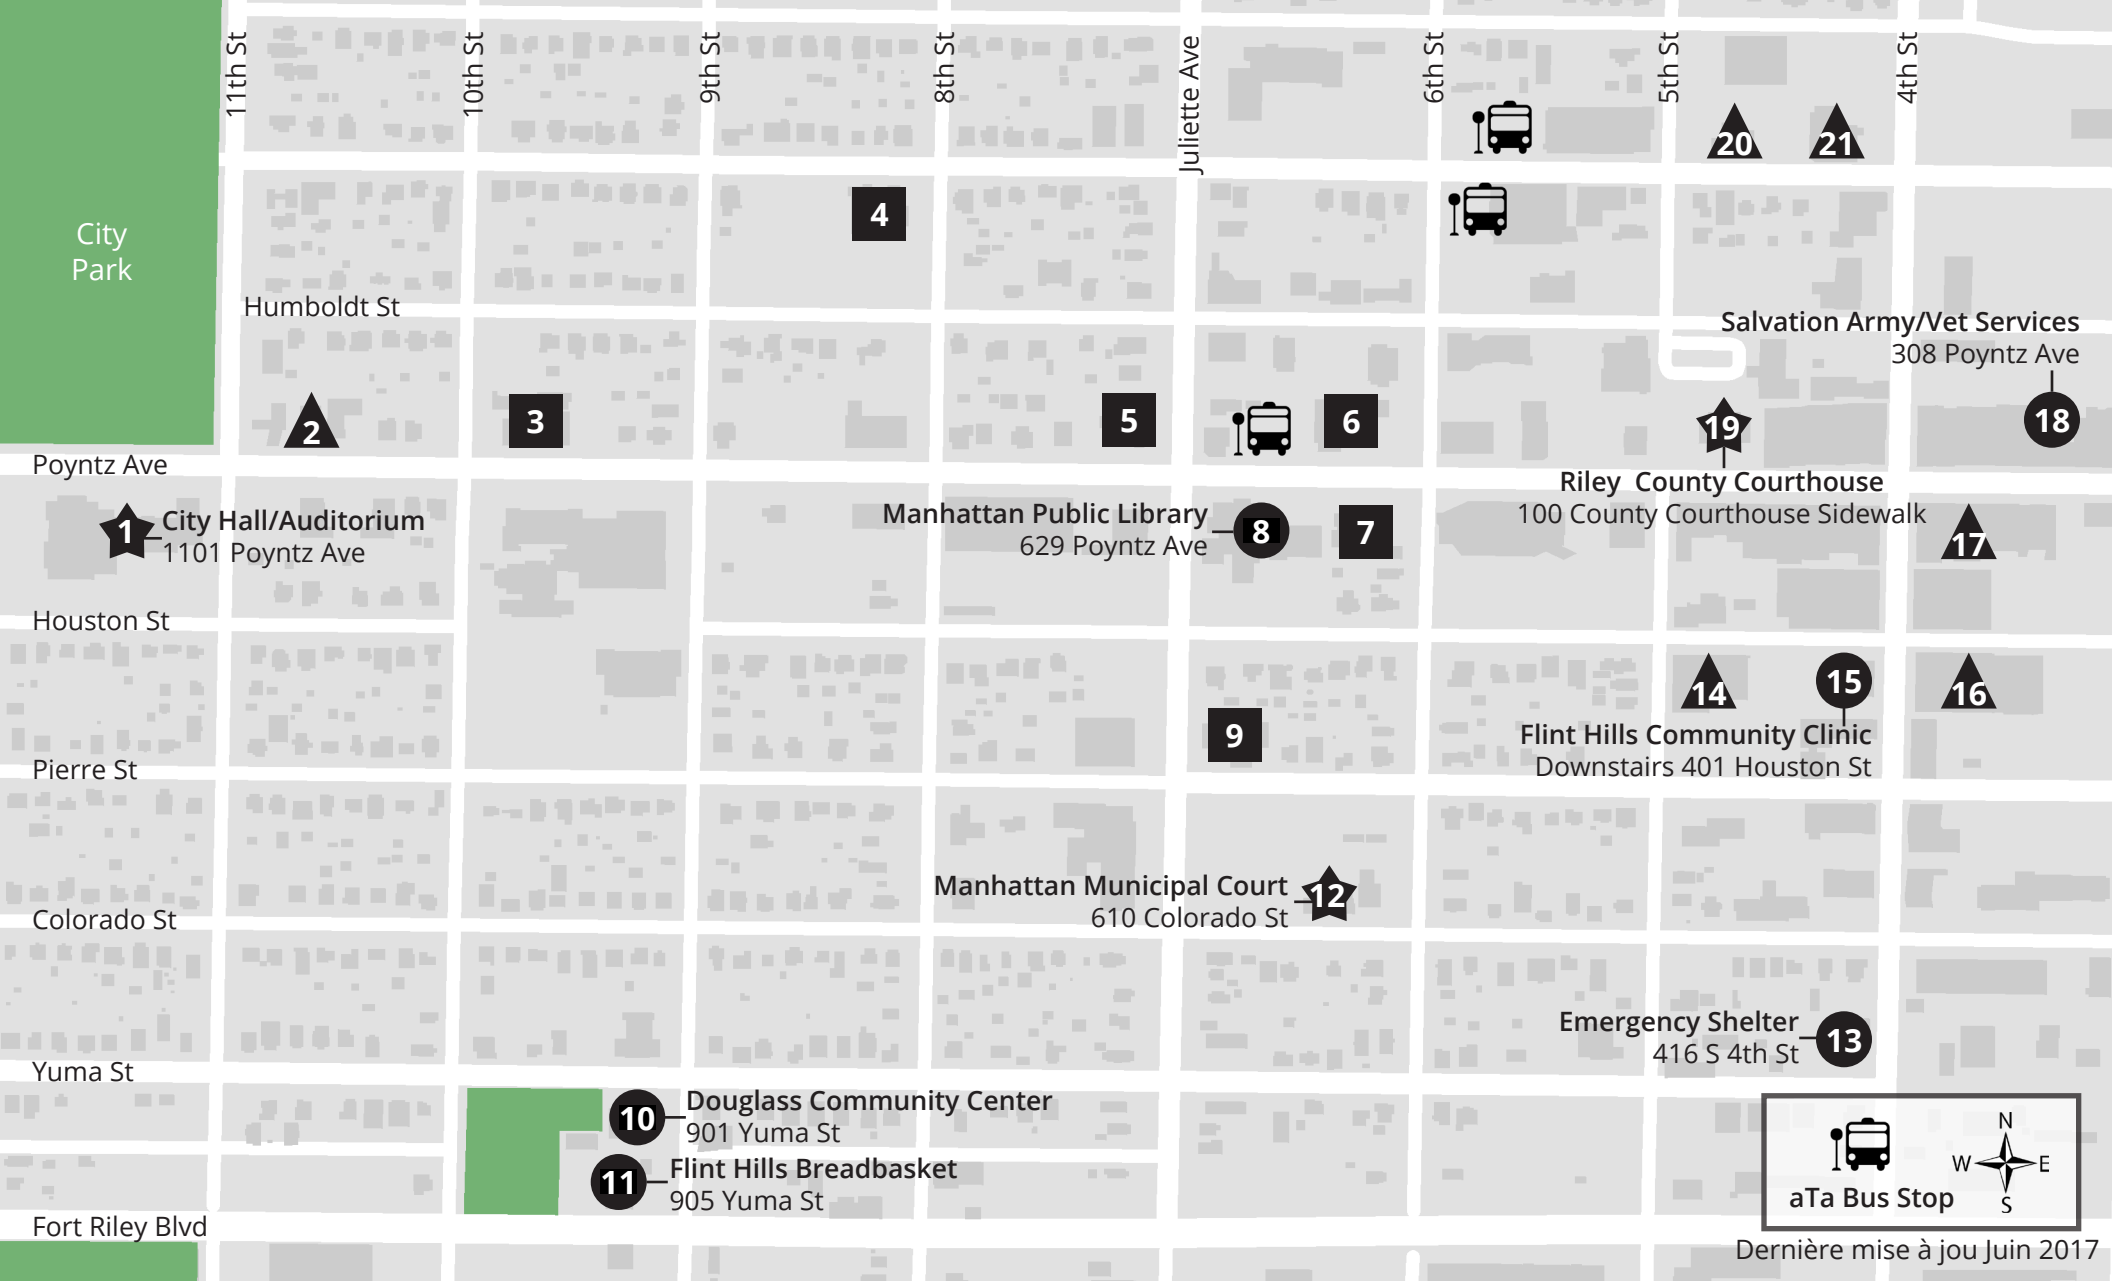 11th St
10th St
9th St
8th St
Juliette Ave
6th St
5th St
4th St
20
21
4
City
Park
Humboldt St
Salvation Army/Vet Services
308 Poyntz Ave
2
3
5
6
19
18
Poyntz Ave
Riley County Courthouse
100 County Courthouse Sidewalk
1
City Hall/Auditorium
1101 Poyntz Ave
Manhattan Public Library
629 Poyntz Ave
8
7
17
Houston St
14
15
16
9
Flint Hills Community Clinic
Downstairs 401 Houston St
Pierre St
Manhattan Municipal Court
610 Colorado St
12
Colorado St
Emergency Shelter
416 S 4th St
13
Yuma St
10
Douglass Community Center
901 Yuma St
11
Flint Hills Breadbasket
905 Yuma St
N
W
E
S
aTa Bus Stop
Fort Riley Blvd
Dernière mise à jou Juin 2017